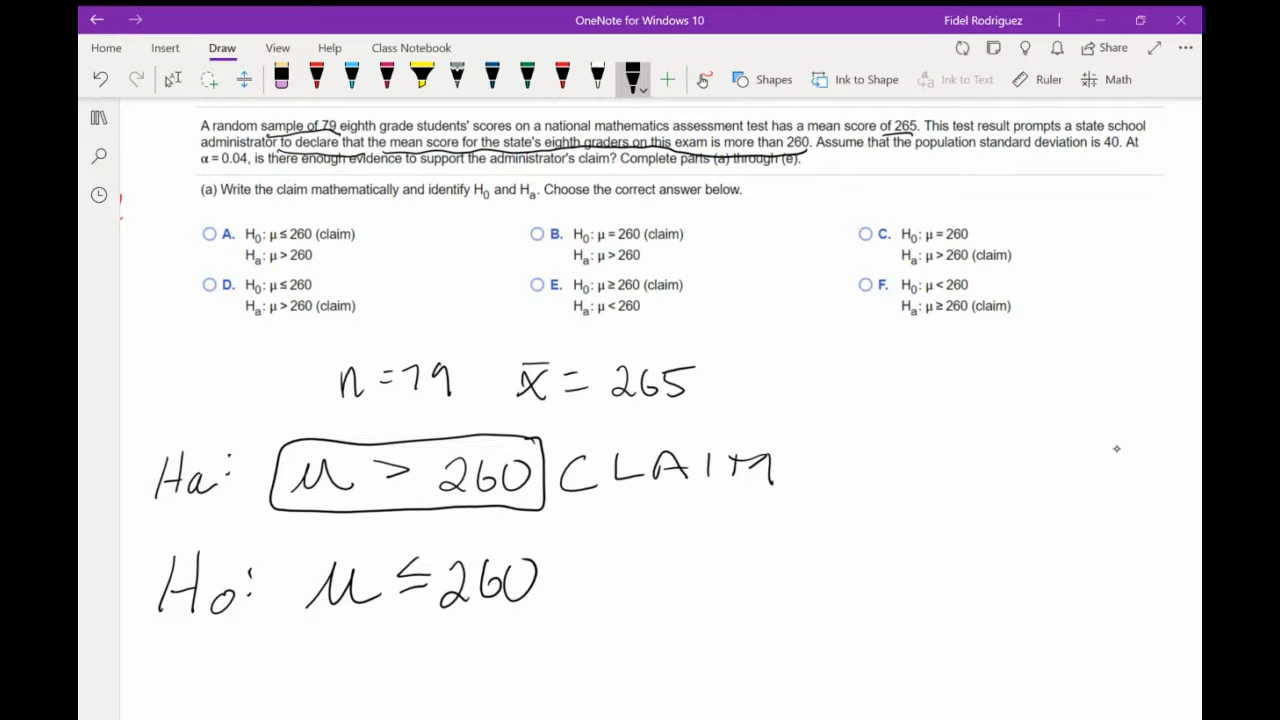 OneNote for Windows 10
Fidel Rodriguez
Home Insert Draw View Help Class Notebook
Share
Shapes Ink to Shape Ink to Text Ruler Math
A random sample of 79 eighth grade students' scores on a national mathematics assessment test has a mean score of 265. This test result prompts a state school
administrator to declare that the mean score for the state's eighth graders on this exam is more than 260. Assume that the population standard deviation is 40. At
α = 0.04, is there enough evidence to support the administrator's claim? Complete parts (a) through (e).
(a) Write the claim mathematically and identify H0 and Ha. Choose the correct answer below.
A. H0: μ ≤ 260 (claim) B. H0: μ = 260 (claim) C. H0: μ = 260
Ha: μ > 260 Ha: μ > 260 Ha: μ > 260 (claim)
D. H0: μ ≤ 260 E. H0: μ ≥ 260 (claim) F. H0: μ < 260
Ha: μ > 260 (claim) Ha: μ < 260 Ha: μ ≥ 260 (claim)
n = 79 x̄ = 265
Ha: μ > 260 CLAIM
Ho: μ ≤ 260